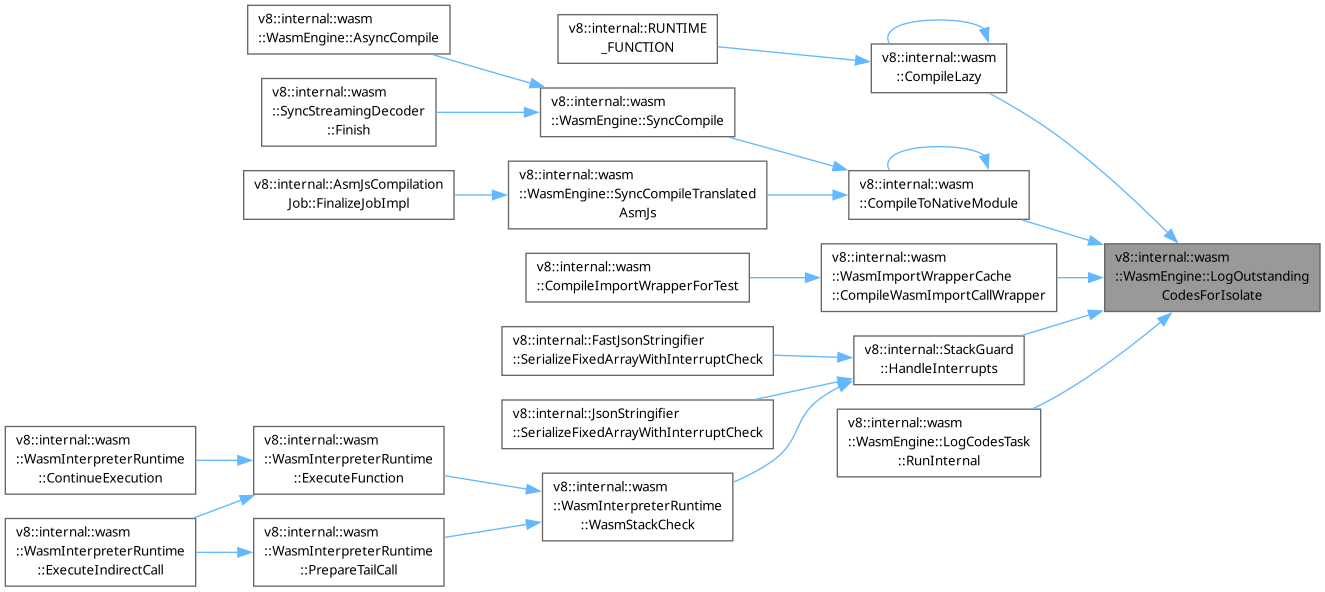 v8::internal::wasm
::WasmEngine::AsyncCompile
v8::internal::RUNTIME
_FUNCTION
v8::internal::wasm
::CompileLazy
v8::internal::wasm
::SyncStreamingDecoder
::Finish
v8::internal::wasm
::WasmEngine::SyncCompile
v8::internal::AsmJsCompilation
Job::FinalizeJobImpl
v8::internal::wasm
::WasmEngine::SyncCompileTranslated
AsmJs
v8::internal::wasm
::CompileToNativeModule
v8::internal::wasm
::WasmEngine::LogOutstanding
CodesForIsolate
v8::internal::wasm
::CompileImportWrapperForTest
v8::internal::wasm
::WasmImportWrapperCache
::CompileWasmImportCallWrapper
v8::internal::FastJsonStringifier
::SerializeFixedArrayWithInterruptCheck
v8::internal::StackGuard
::HandleInterrupts
v8::internal::JsonStringifier
::SerializeFixedArrayWithInterruptCheck
v8::internal::wasm
::WasmEngine::LogCodesTask
::RunInternal
v8::internal::wasm
::WasmInterpreterRuntime
::ContinueExecution
v8::internal::wasm
::WasmInterpreterRuntime
::ExecuteFunction
v8::internal::wasm
::WasmInterpreterRuntime
::WasmStackCheck
v8::internal::wasm
::WasmInterpreterRuntime
::ExecuteIndirectCall
v8::internal::wasm
::WasmInterpreterRuntime
::PrepareTailCall